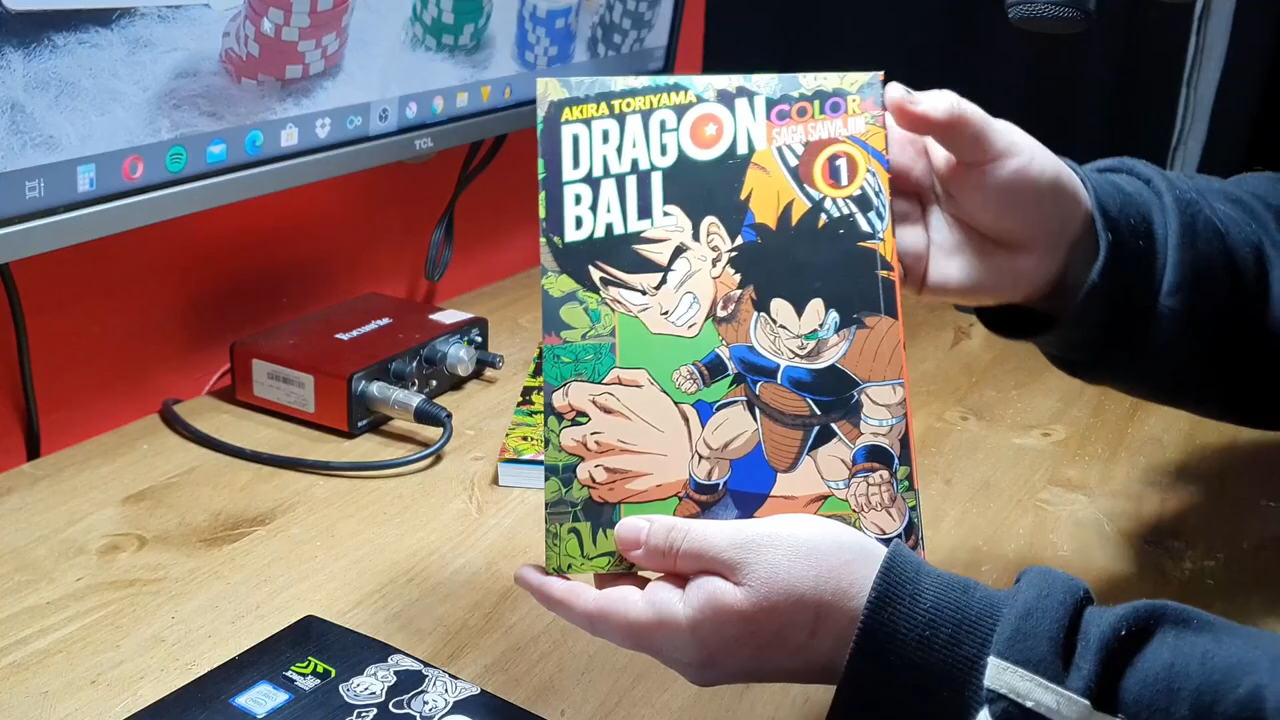 AKIRA TORIYAMA
DRAGON
BALL
COLOR
SAGA SAIYAJIN
1
TCL
Focusrite